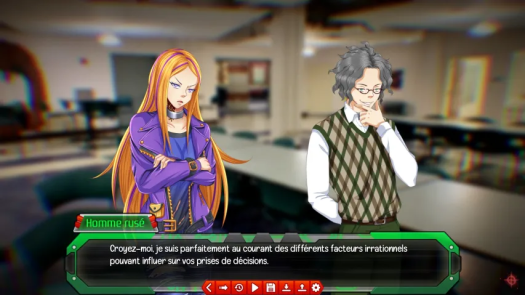 Homme rusé
Croyez-moi, je suis parfaitement au courant des différents facteurs irrationnels
pouvant influer sur vos prises de décisions.